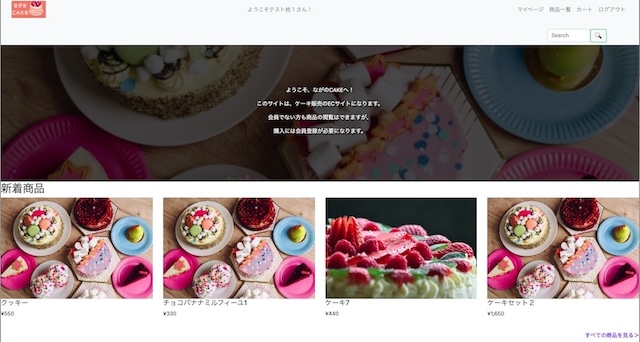 ながの
CAKE
ようこそテスト姓１さん！
マイページ 商品一覧 カート ログアウト
Search
ようこそ、ながのCAKEへ！
このサイトは、ケーキ販売のECサイトになります。
会員でない方も商品の閲覧はできますが、
購入には会員登録が必要になります。
新着商品
クッキー チョコバナナミルフィーユ1 ケーキ7 ケーキセット２
¥550 ¥330 ¥440 ¥1,650
すべての商品を見る＞